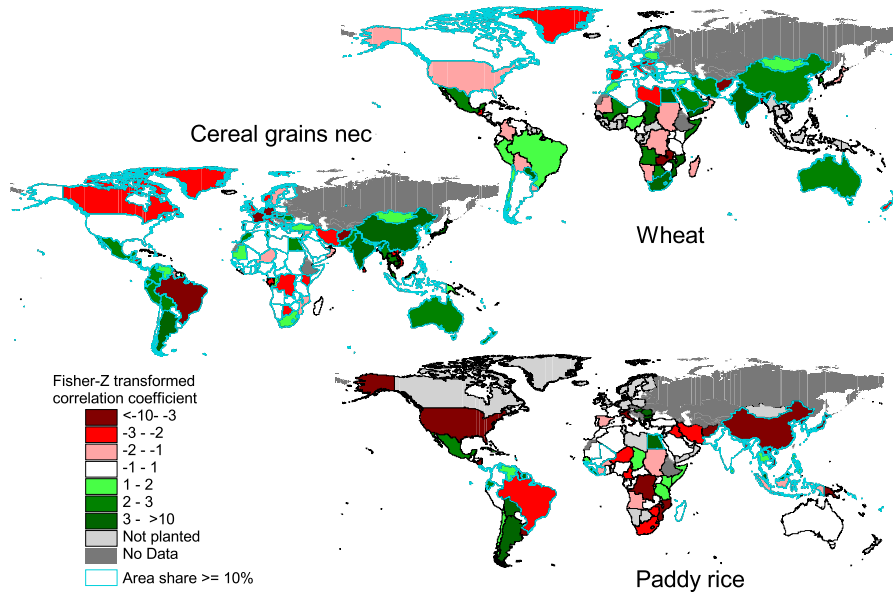 Cereal grains nec
Wheat
Fisher-Z transformed
correlation coefficient
<-10- -3
-3 - -2
-2 - -1
-1 - 1
1 - 2
2 - 3
3 - >10
Not planted
No Data
Area share >= 10%
Paddy rice